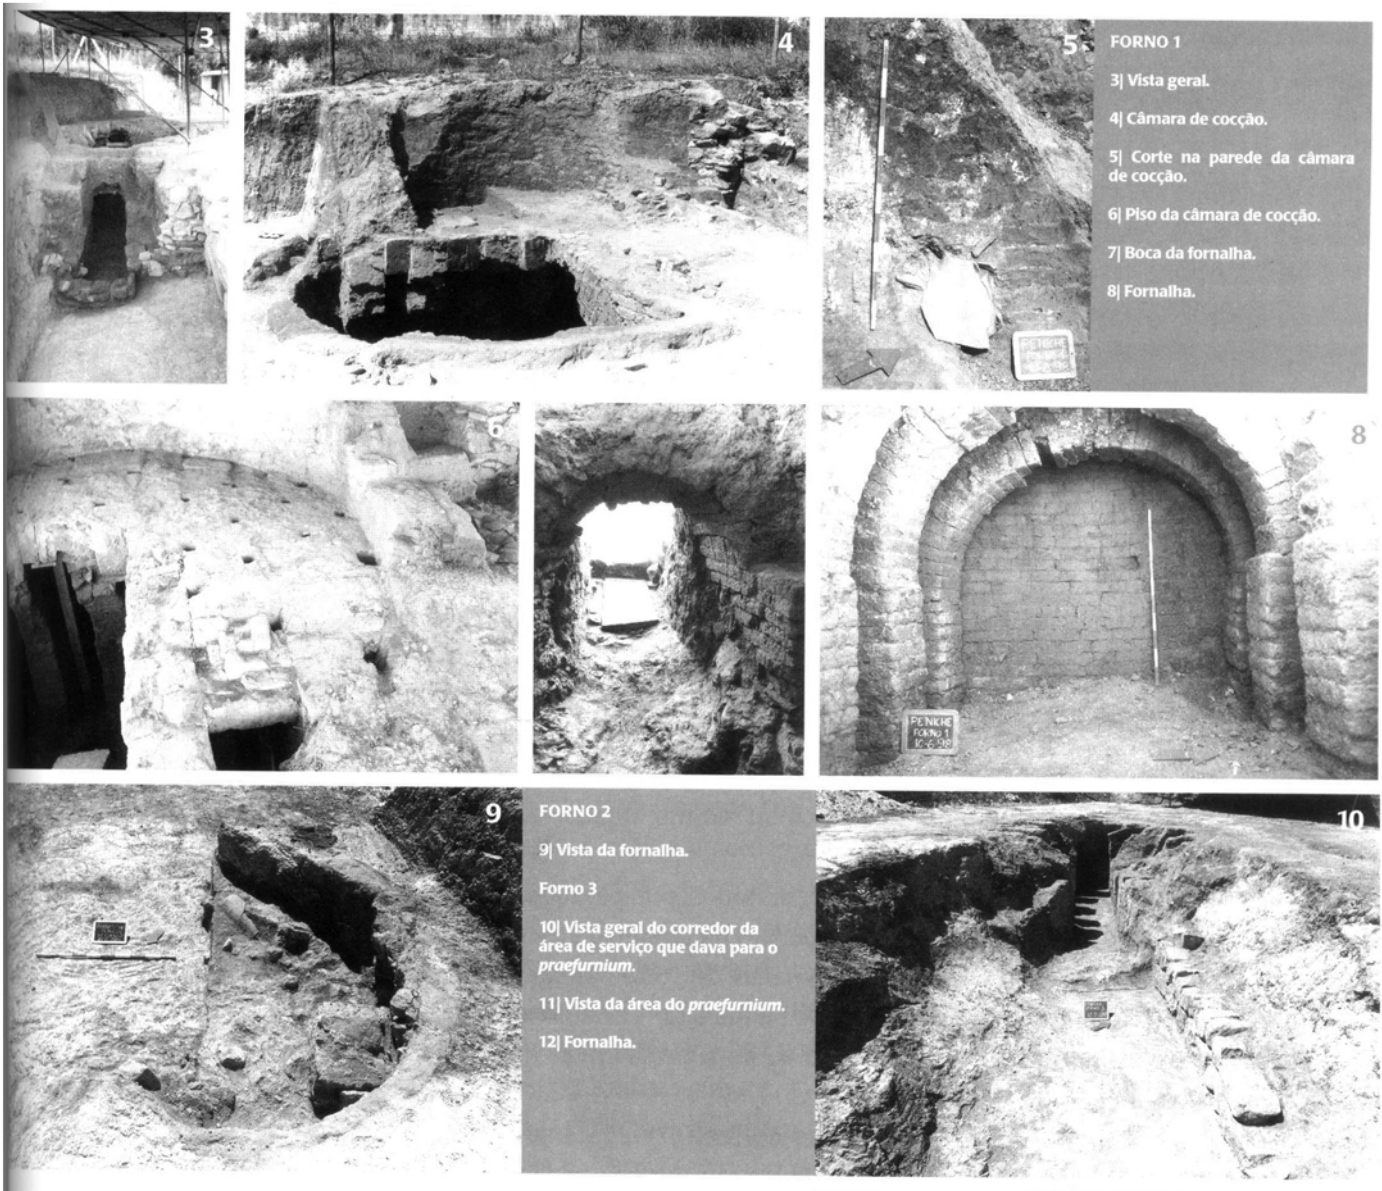 3
4
5
FORNO 1
3| Vista geral.
4| Câmara de cocção.
5| Corte na parede da câmara
de cocção.
6| Piso da câmara de cocção.
7| Boca da fornalha.
8| Fornalha.
PENICHE
6
8
PENICHE
FORNO 1
9
FORNO 2
9| Vista da fornalha.
Forno 3
10| Vista geral do corredor da
área de serviço que dava para o
praefurnium.
11| Vista da área do praefurnium.
12| Fornalha.
10